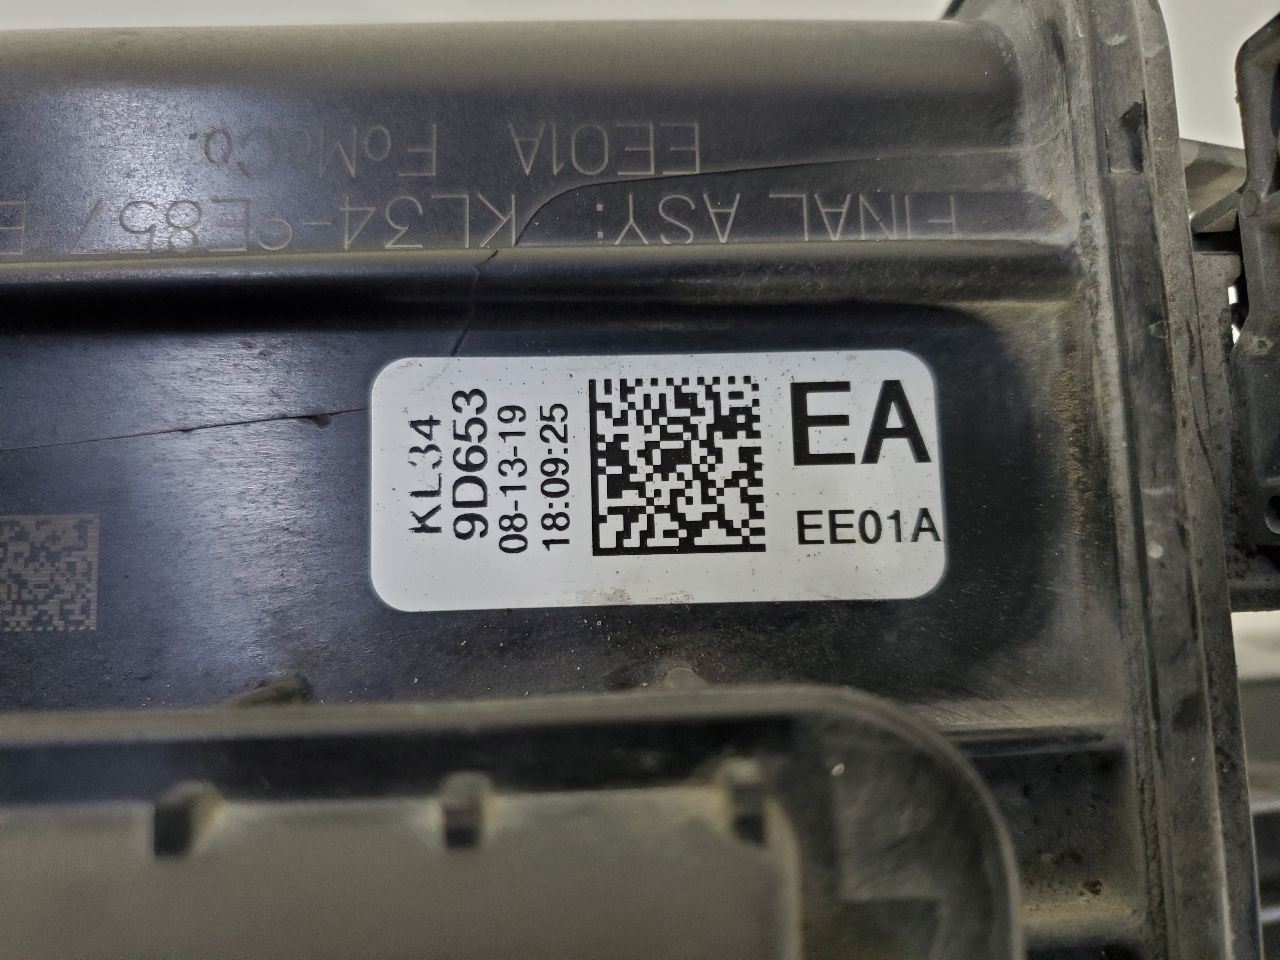 FINAL ASY: KL34-9E857-E
EE01A FoMoCo.
KL34
9D653
08-13-19
18:09:25
EA
EE01A